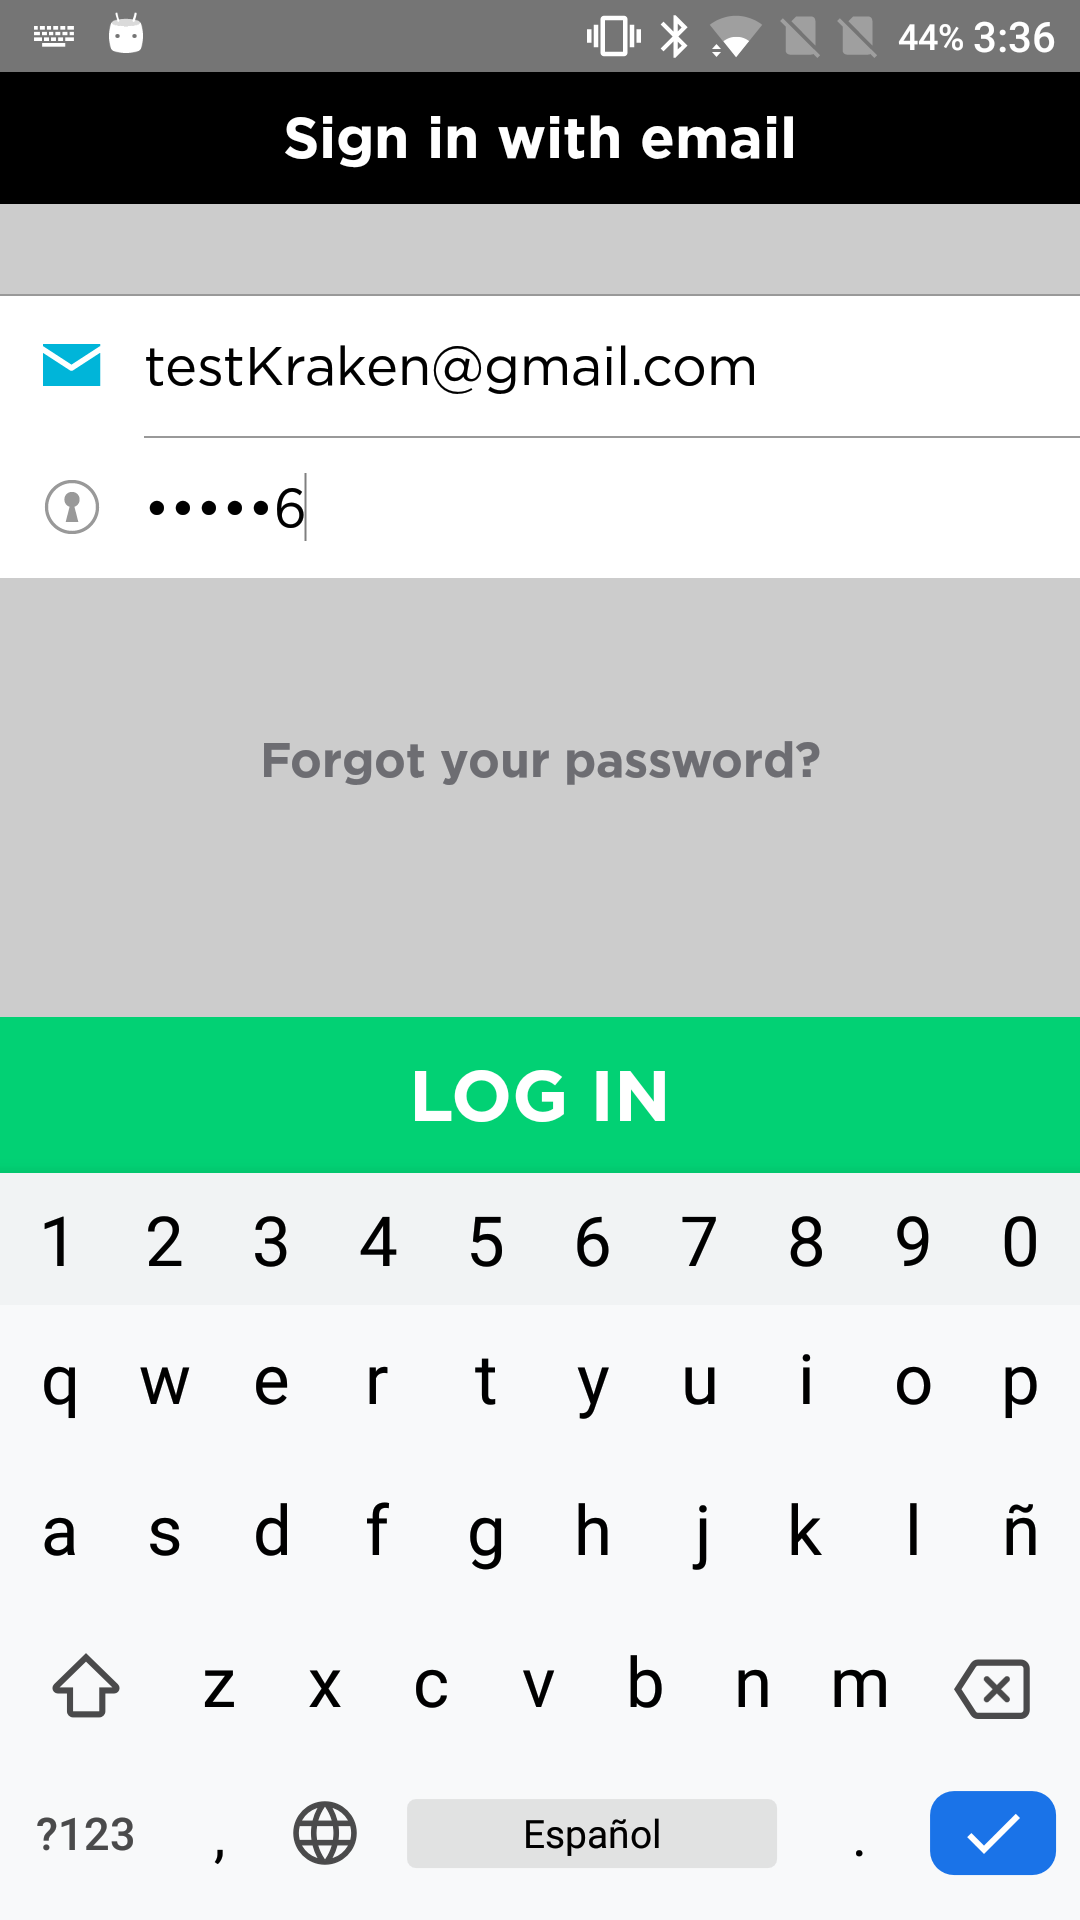 44% 3:36
Sign in with email
testKraken@gmail.com
•••••6
Forgot your password?
LOG IN
1 2 3 4 5 6 7 8 9 0
q w e r t y u i o p
a s d f g h j k l ñ
z x c v b n m
?123 , Español .